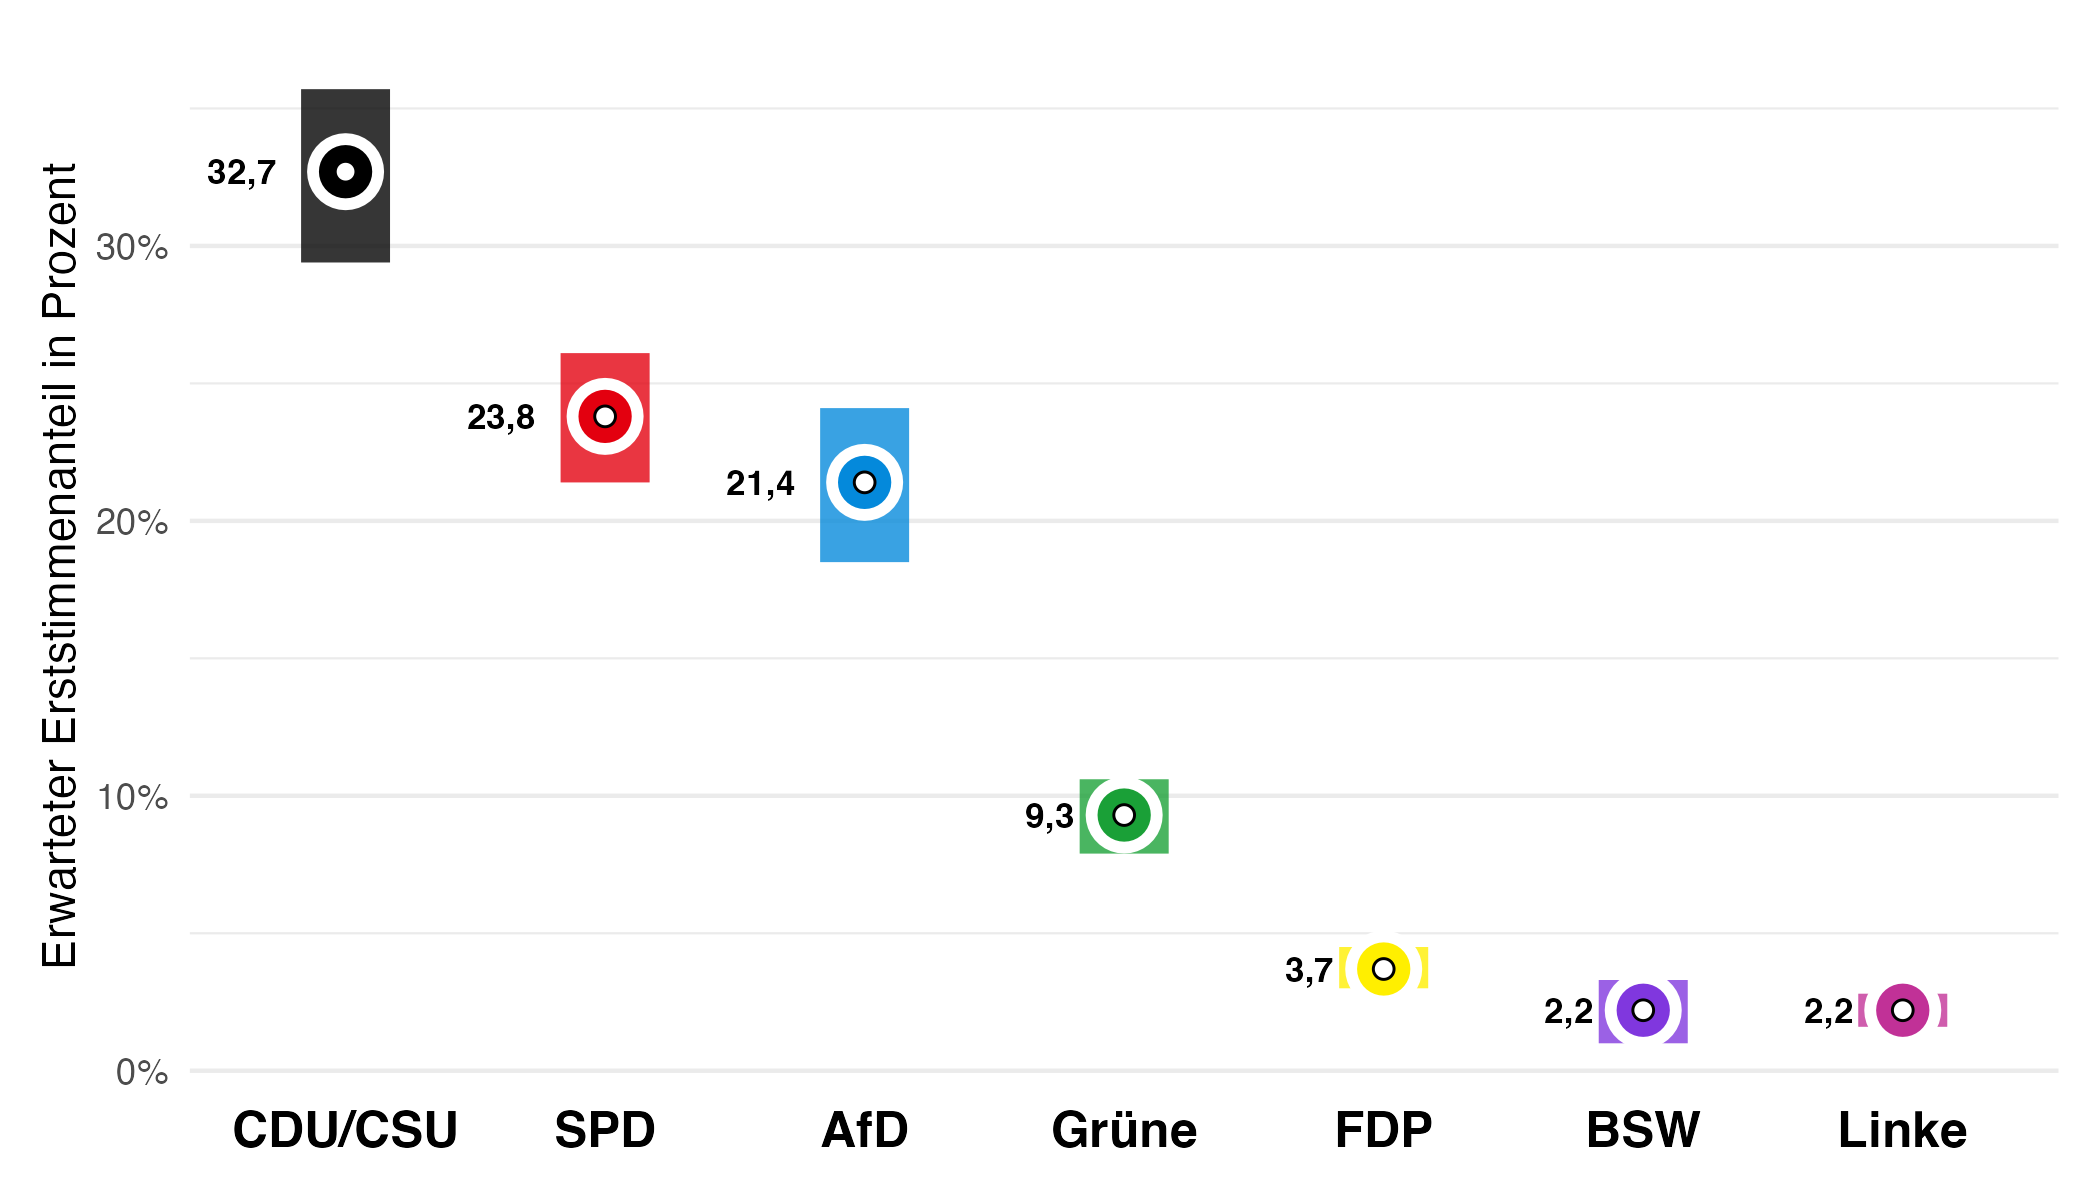 Erwarteter Erststimmenanteil in Prozent
32,7
30%
23,8
21,4
20%
10%
9,3
3,7
2,2
2,2
0%
CDU/CSU
SPD
AfD
Grüne
FDP
BSW
Linke